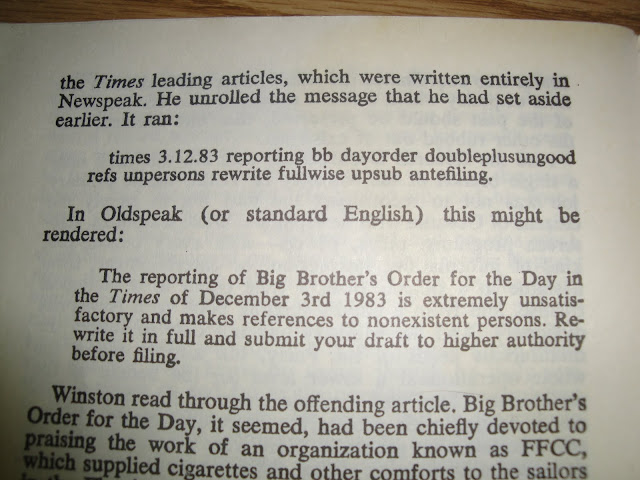 the Times leading articles, which were written entirely in
Newspeak. He unrolled the message that he had set aside
earlier. It ran:
times 3.12.83 reporting bb dayorder doubleplusungood
refs unpersons rewrite fullwise upsub antefiling.
In Oldspeak (or standard English) this might be
rendered:
The reporting of Big Brother's Order for the Day in
the Times of December 3rd 1983 is extremely unsatis-
factory and makes references to nonexistent persons. Re-
write it in full and submit your draft to higher authority
before filing.
Winston read through the offending article. Big Brother's
Order for the Day, it seemed, had been chiefly devoted to
praising the work of an organization known as FFCC,
which supplied cigarettes and other comforts to the sailors